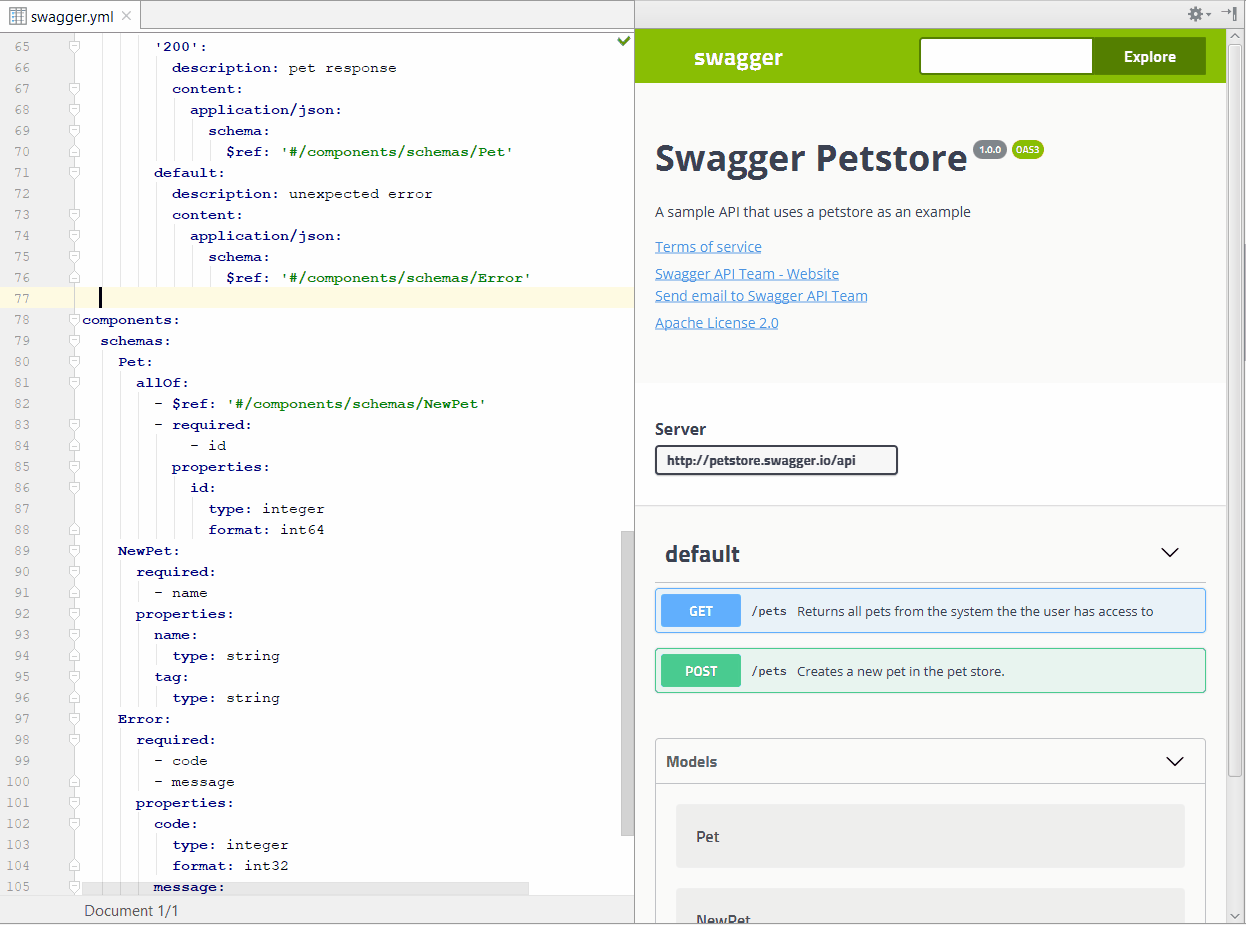 swagger.yml
65 '200':
66 description: pet response
67 content:
68 application/json:
69 schema:
70 $ref: '#/components/schemas/Pet'
71 default:
72 description: unexpected error
73 content:
74 application/json:
75 schema:
76 $ref: '#/components/schemas/Error'
77
78 components:
79 schemas:
80 Pet:
81 allOf:
82 - $ref: '#/components/schemas/NewPet'
83 - required:
84 - id
85 properties:
86 id:
87 type: integer
88 format: int64
89 NewPet:
90 required:
91 - name
92 properties:
93 name:
94 type: string
95 tag:
96 type: string
97 Error:
98 required:
99 - code
100 - message
101 properties:
102 code:
103 type: integer
104 format: int32
105 message:
Document 1/1
swagger
Explore
Swagger Petstore 1.0.0 OAS3
A sample API that uses a petstore as an example
Terms of service
Swagger API Team - Website
Send email to Swagger API Team
Apache License 2.0
Server
http://petstore.swagger.io/api
default
GET /pets Returns all pets from the system the the user has access to
POST /pets Creates a new pet in the pet store.
Models
Pet
NewPet